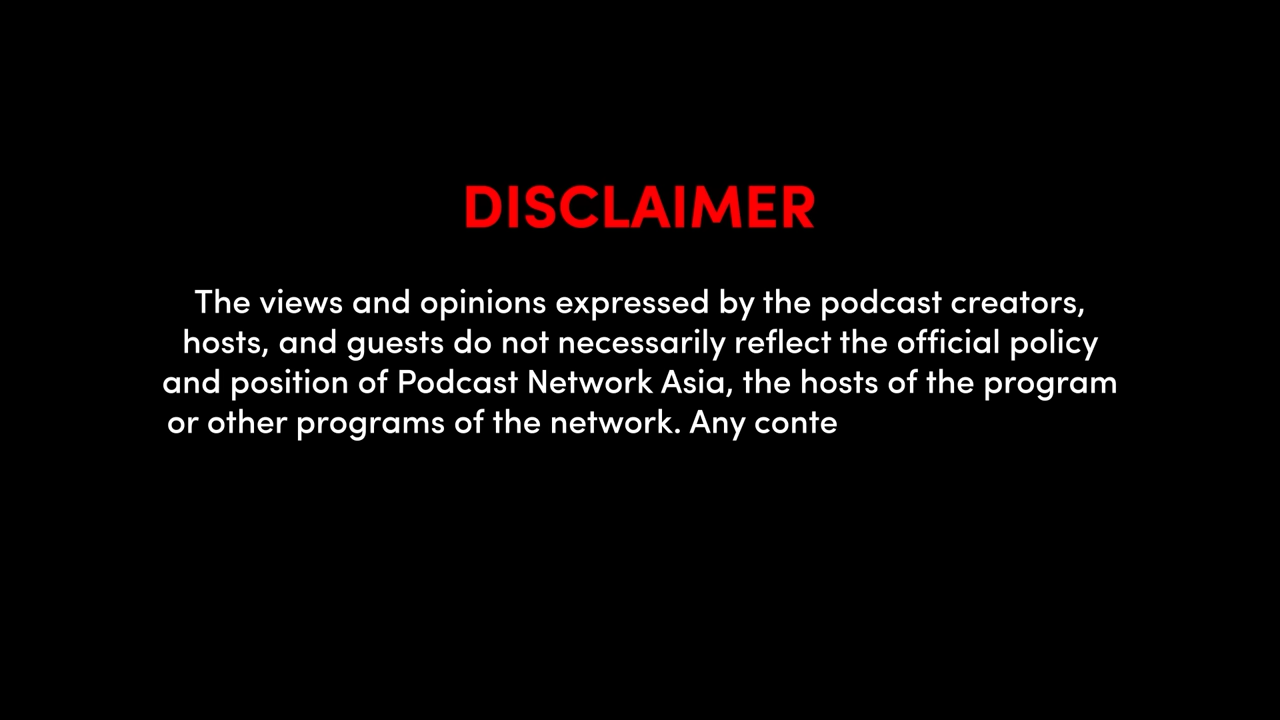 DISCLAIMER
The views and opinions expressed by the podcast creators,
hosts, and guests do not necessarily reflect the official policy
and position of Podcast Network Asia, the hosts of the program
or other programs of the network. Any conte